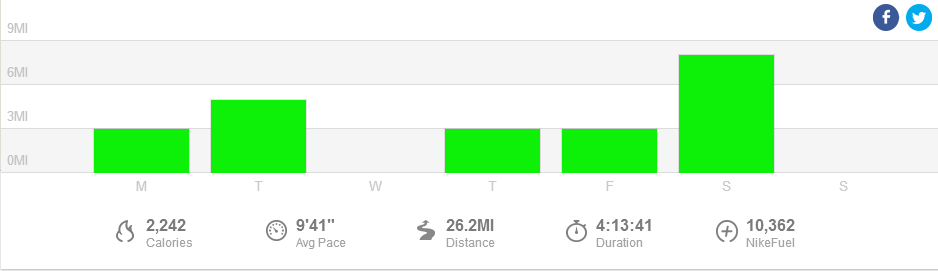 9MI
6MI
3MI
0MI
M T W T F S S
2,242 9'41" 26.2MI 4:13:41 10,362
Calories Avg Pace Distance Duration NikeFuel